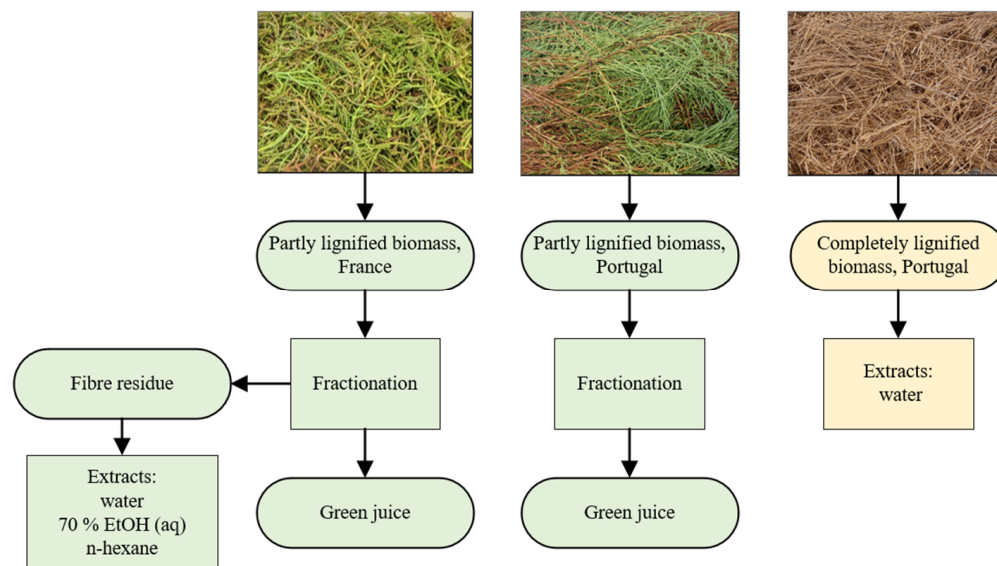 Partly lignified biomass,
France
Partly lignified biomass,
Portugal
Completely lignified
biomass, Portugal
Fibre residue
Fractionation
Fractionation
Extracts:
water
Extracts:
water
70 % EtOH (aq)
n-hexane
Green juice
Green juice